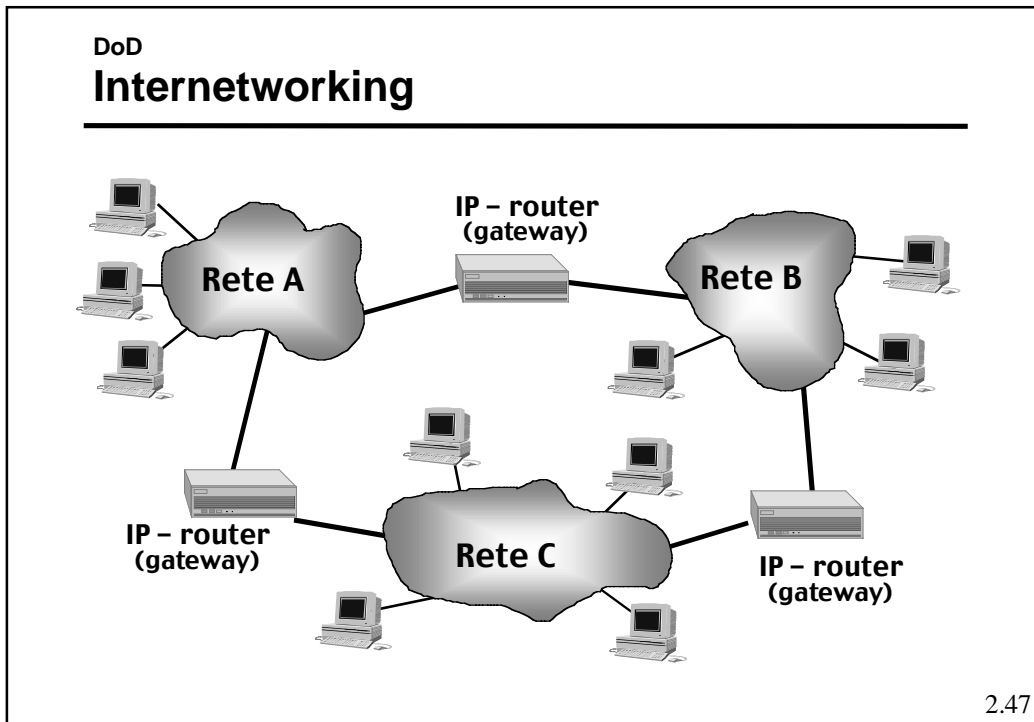 DoD
Internetworking
IP – router
(gateway)
Rete A
Rete B
IP – router
(gateway)
Rete C
IP – router
(gateway)
2.47